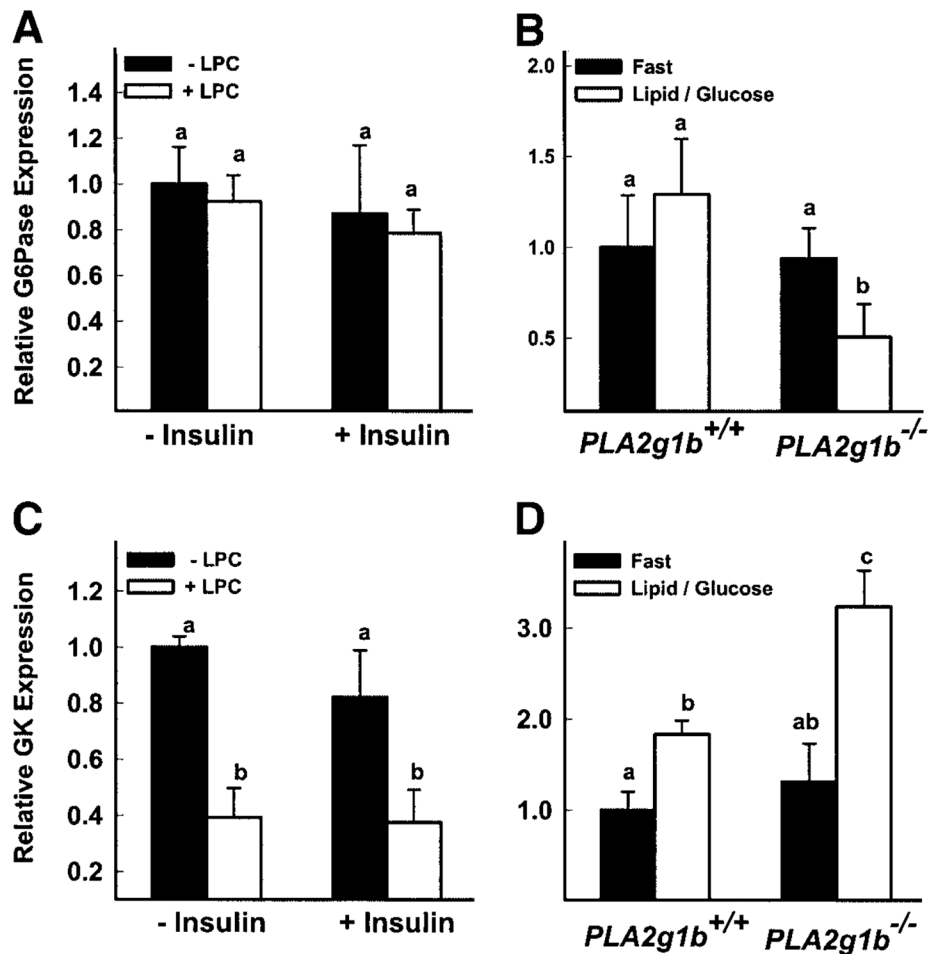 A
- LPC
+ LPC
Relative G6Pase Expression
1.4
1.2
1.0
0.8
0.6
0.4
0.2
a
a
a
a
- Insulin
+ Insulin
B
Fast
Lipid / Glucose
2.0
1.5
1.0
0.5
a
a
a
b
PLA2g1b+/+
PLA2g1b-/-
C
- LPC
+ LPC
Relative GK Expression
1.2
1.0
0.8
0.6
0.4
0.2
a
b
a
b
- Insulin
+ Insulin
D
Fast
Lipid / Glucose
3.0
2.0
1.0
a
b
ab
c
PLA2g1b+/+
PLA2g1b-/-